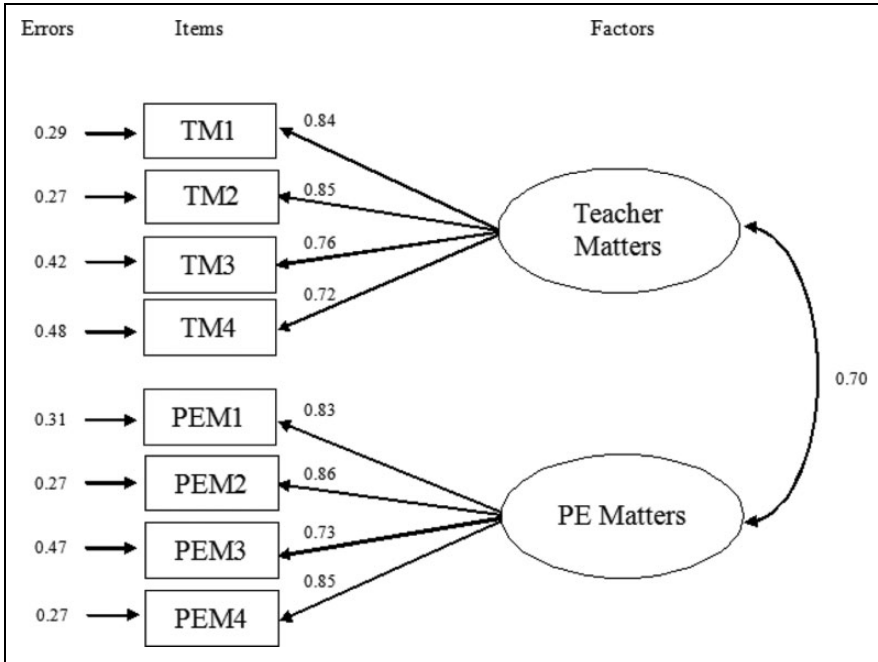 Errors Items Factors
0.29 TM1 0.84
0.27 TM2 0.85
0.42 TM3 0.76
0.48 TM4 0.72
Teacher
Matters
0.70
0.31 PEM1 0.83
0.27 PEM2 0.86
0.47 PEM3 0.73
0.27 PEM4 0.85
PE Matters